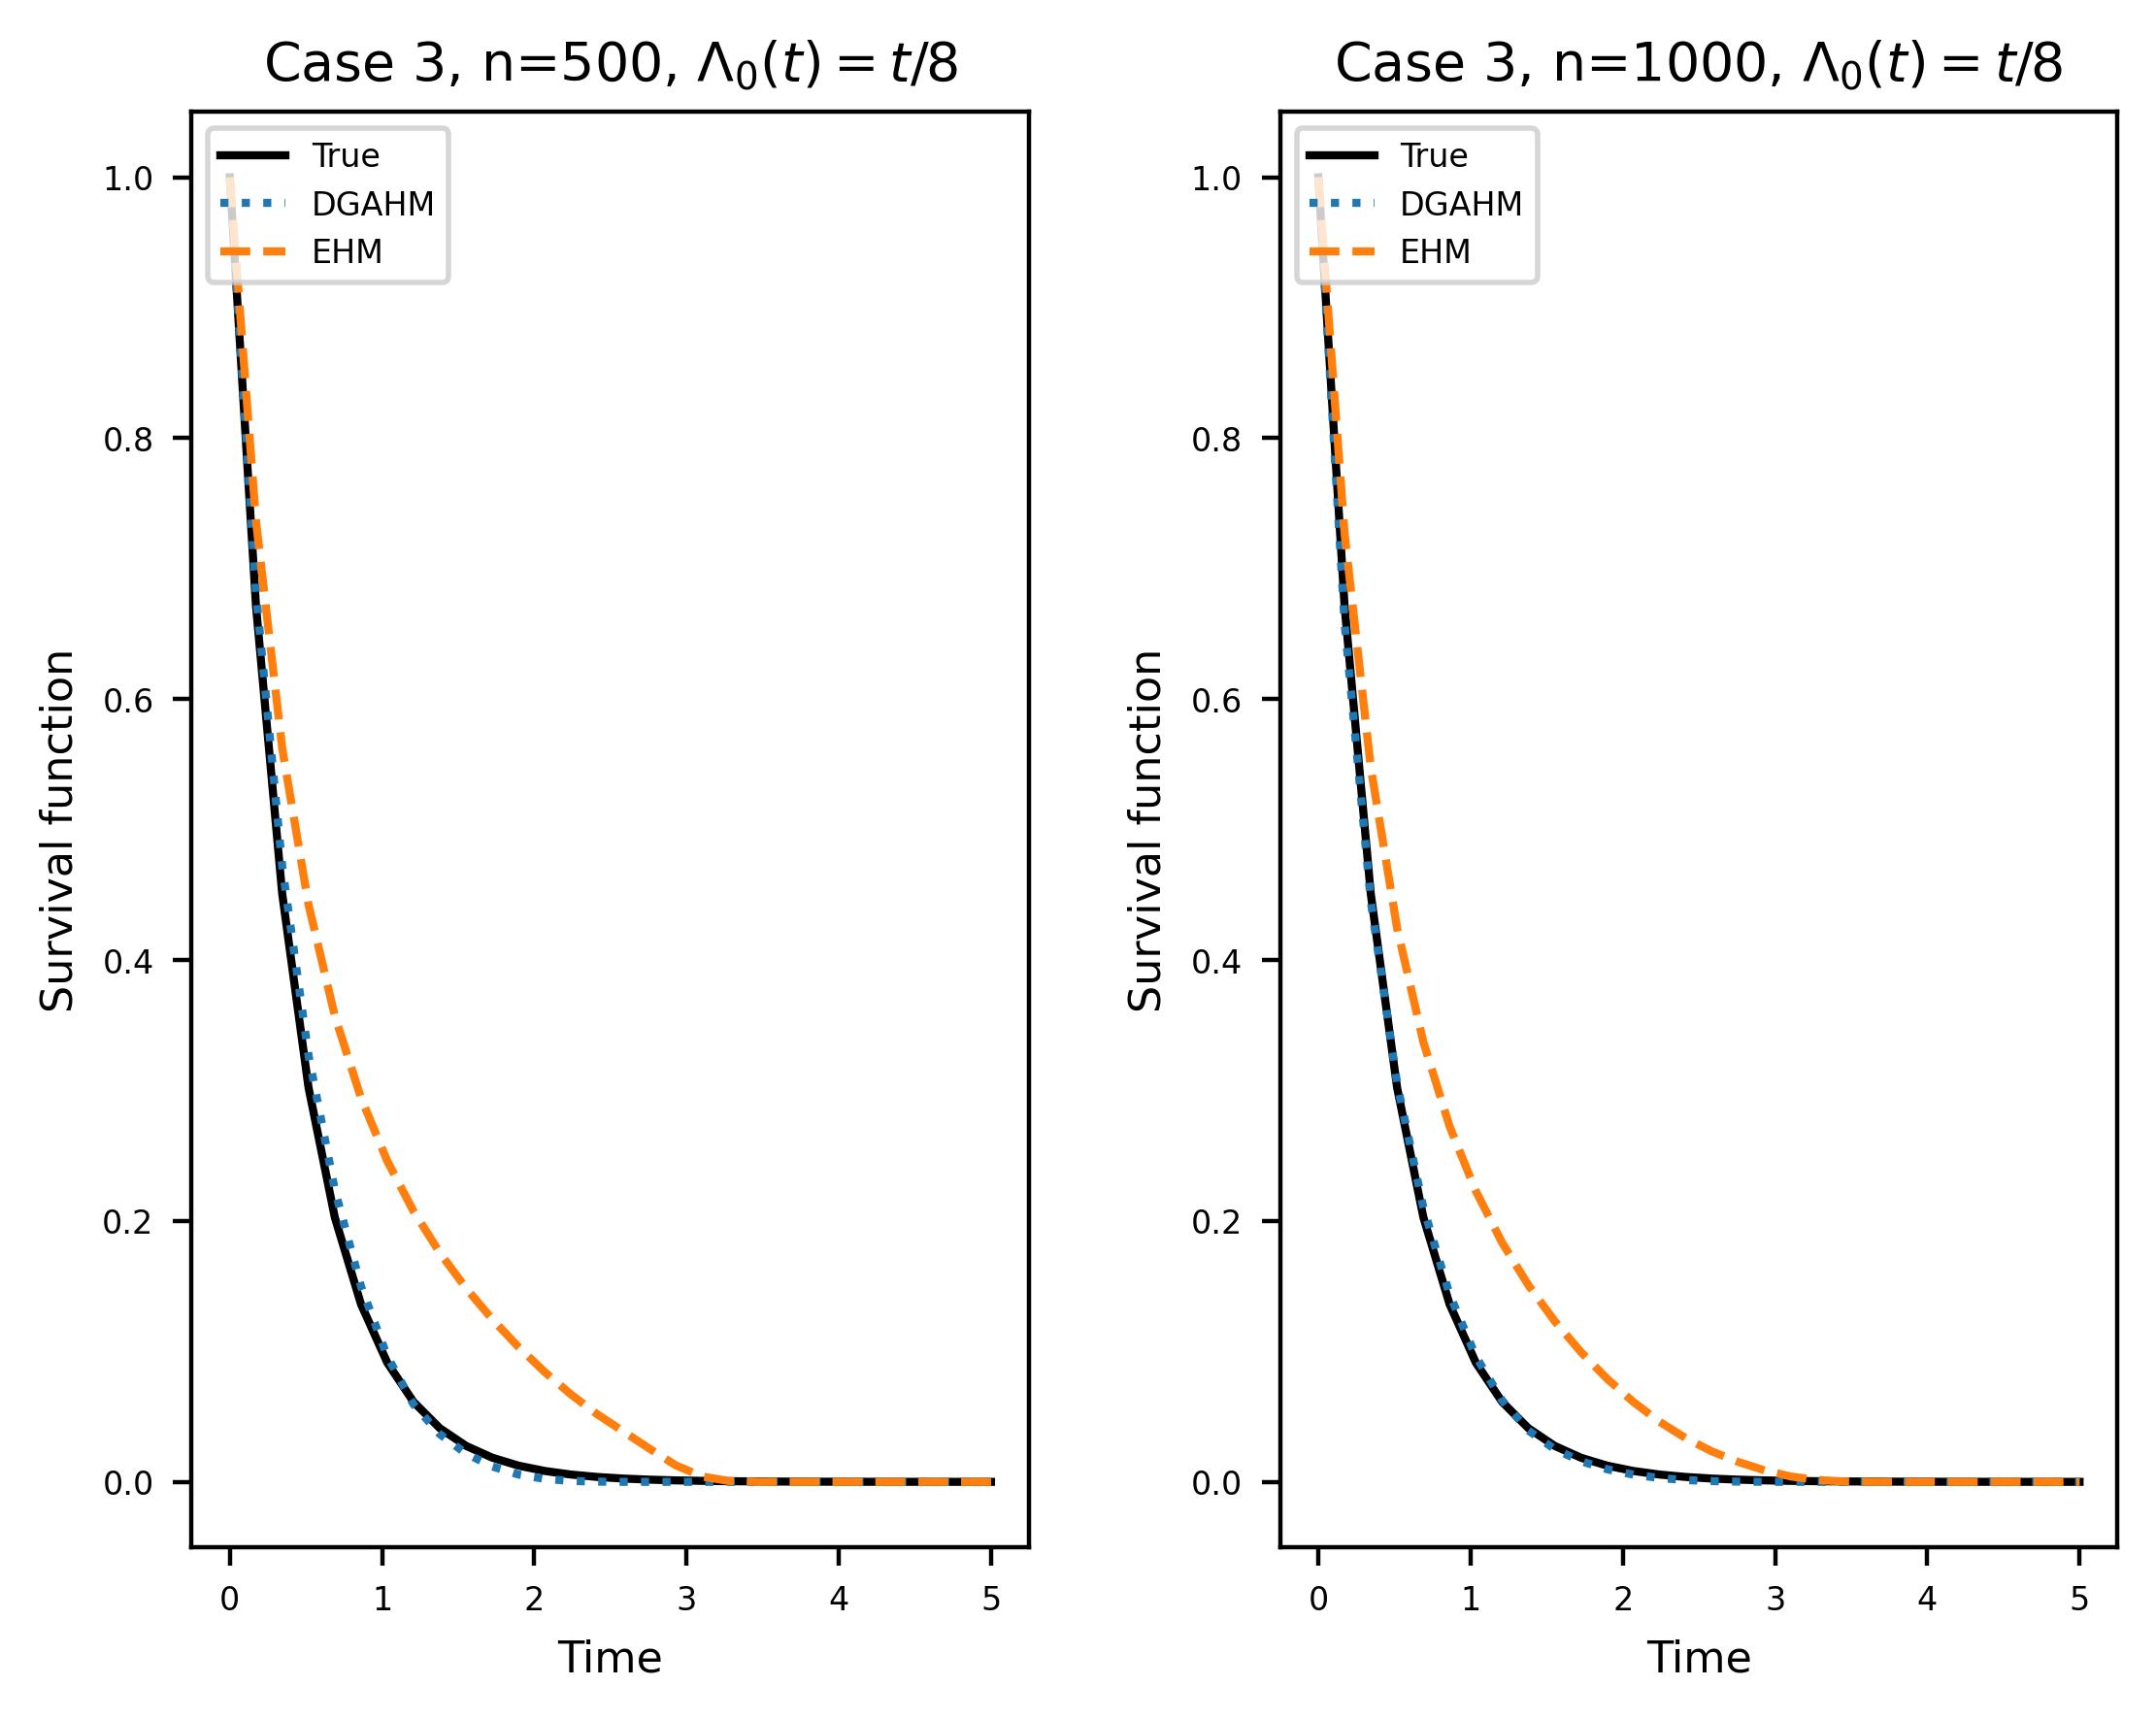 Case 3, n=500, Λ₀(t) = t/8
True
DGAHM
EHM
1.0
0.8
0.6
0.4
0.2
0.0
Survival function
0 1 2 3 4 5
Time
Case 3, n=1000, Λ₀(t) = t/8
True
DGAHM
EHM
1.0
0.8
0.6
0.4
0.2
0.0
Survival function
0 1 2 3 4 5
Time